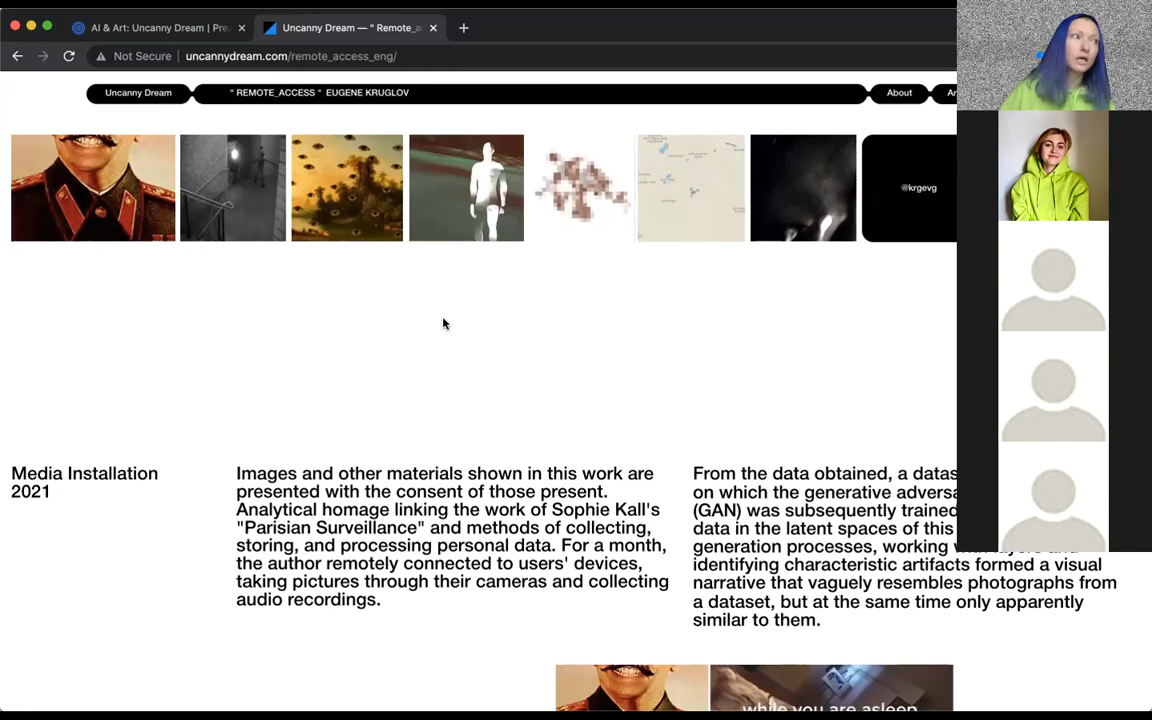 AI & Art: Uncanny Dream | Pre
Uncanny Dream — " Remote_a
Not Secure
uncannydream.com/remote_access_eng/
Uncanny Dream
" REMOTE_ACCESS " EUGENE KRUGLOV
About
@krgevg
Media Installation
2021
Images and other materials shown in this work are
presented with the consent of those present.
Analytical homage linking the work of Sophie Kall's
"Parisian Surveillance" and methods of collecting,
storing, and processing personal data. For a month,
the author remotely connected to users' devices,
taking pictures through their cameras and collecting
audio recordings.
From the data obtained, a datas
on which the generative adversa
(GAN) was subsequently trained
data in the latent spaces of this
generation processes, working
identifying characteristic artifacts formed a visual
narrative that vaguely resembles photographs from
a dataset, but at the same time only apparently
similar to them.
while you are asleep